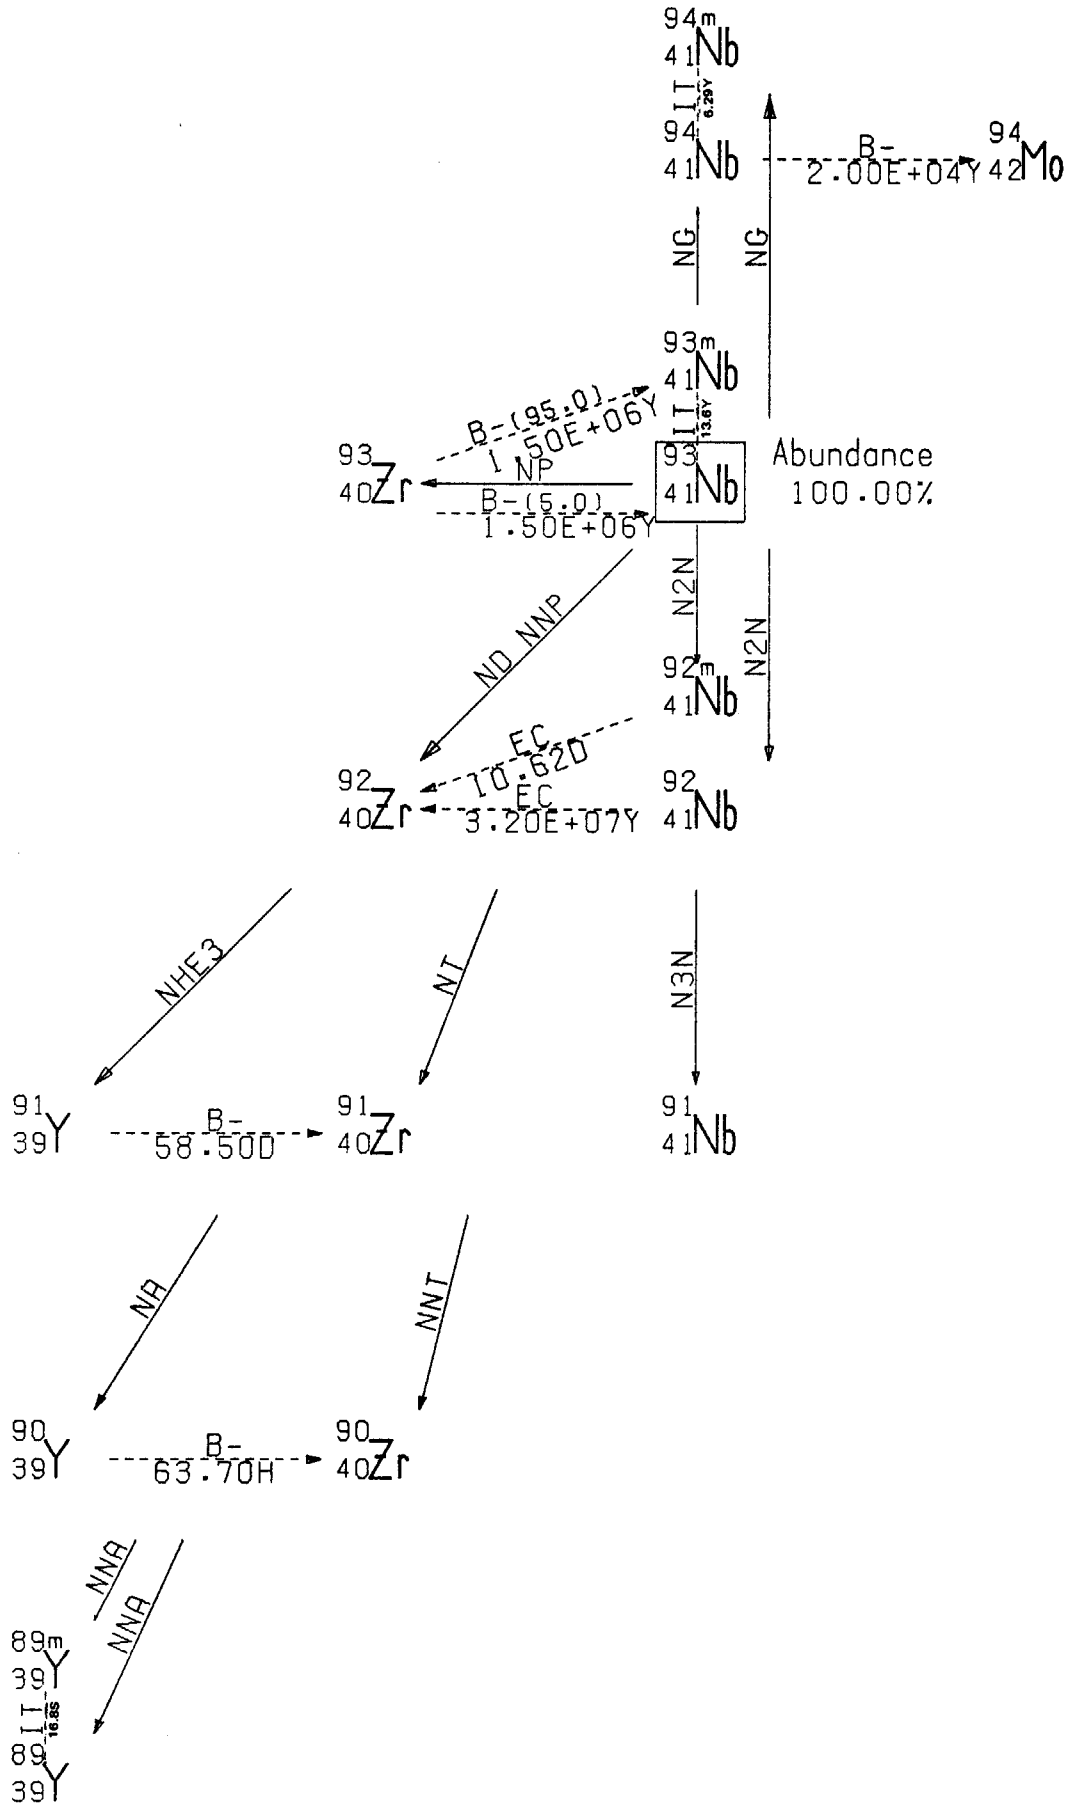 94m
41Nb
IT
6.29Y
94
41Nb
B-
2.00E+04Y
94
42Mo
NG
NG
93m
41Nb
IT
13.6Y
B-(95.0)
1.50E+06Y
93
40Zr
NP
B-(5.0)
1.50E+06Y
93
41Nb
Abundance
100.00%
N2N
N2N
ND NNP
92m
41Nb
EC
10.62D
92
40Zr
EC
3.20E+07Y
92
41Nb
NHE3
NT
N3N
91
39Y
B-
58.50D
91
40Zr
91
41Nb
NA
NNT
90
39Y
B-
63.70H
90
40Zr
NNA
NNA
89m
39Y
IT
16.8S
89
39Y